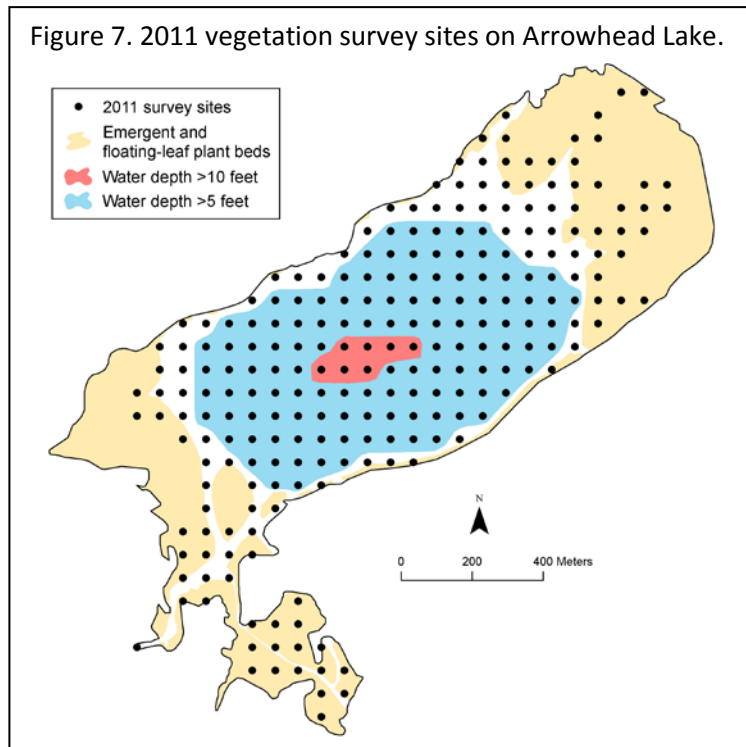 Figure 7. 2011 vegetation survey sites on Arrowhead Lake.
2011 survey sites
Emergent and
floating-leaf plant beds
Water depth >10 feet
Water depth >5 feet
N
0 200 400 Meters